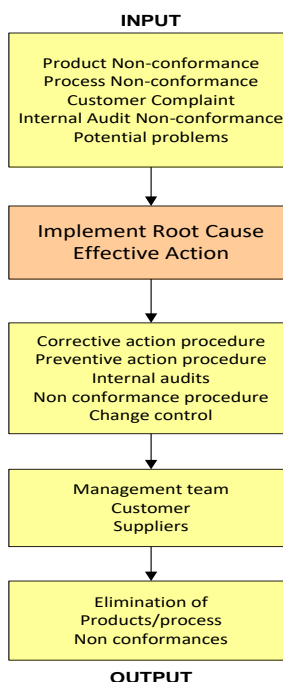 INPUT
Product Non-conformance
Process Non-conformance
Customer Complaint
Internal Audit Non-conformance
Potential problems
Implement Root Cause
Effective Action
Corrective action procedure
Preventive action procedure
Internal audits
Non conformance procedure
Change control
Management team
Customer
Suppliers
Elimination of
Products/process
Non conformances
OUTPUT